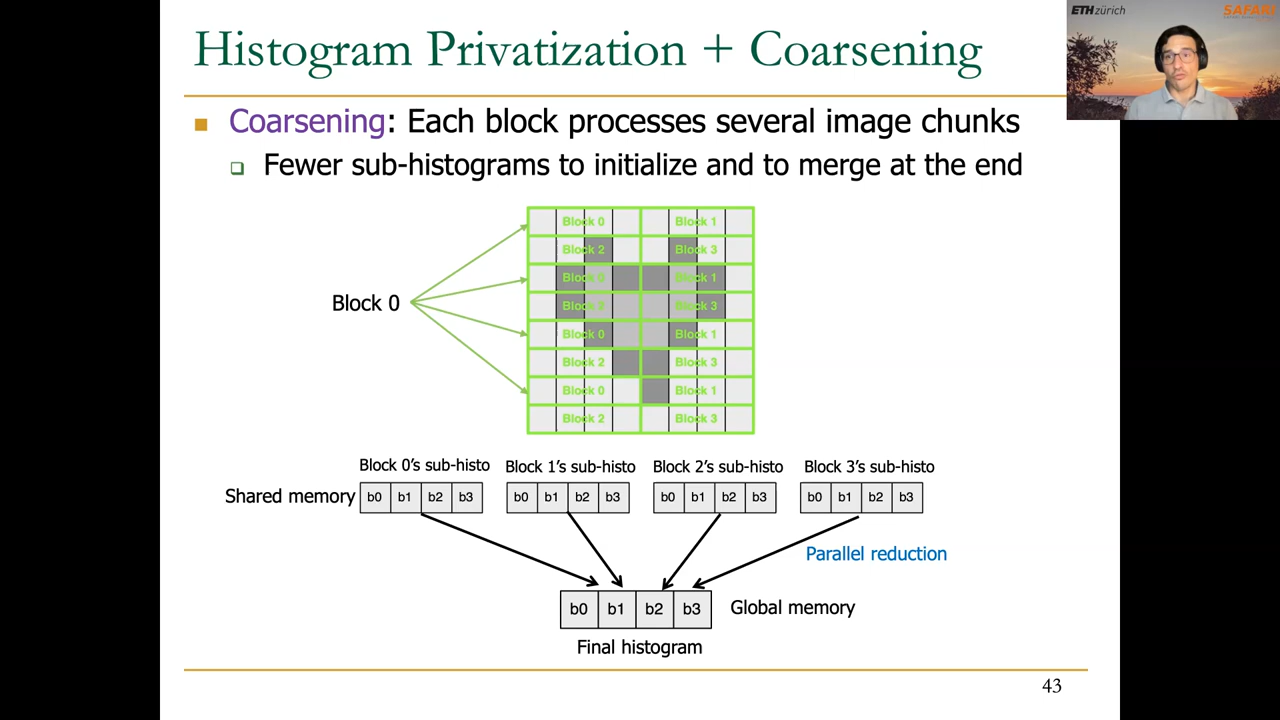 Histogram Privatization + Coarsening
ETHzürich
SAFARI
Coarsening: Each block processes several image chunks
Fewer sub-histograms to initialize and to merge at the end
Block 0
Block 0 Block 1
Block 2 Block 3
Block 0 Block 1
Block 2 Block 3
Block 0 Block 1
Block 2 Block 3
Block 0 Block 1
Block 2 Block 3
Block 0's sub-histo Block 1's sub-histo Block 2's sub-histo Block 3's sub-histo
Shared memory b0 b1 b2 b3 b0 b1 b2 b3 b0 b1 b2 b3 b0 b1 b2 b3
Parallel reduction
b0 b1 b2 b3 Global memory
Final histogram
43